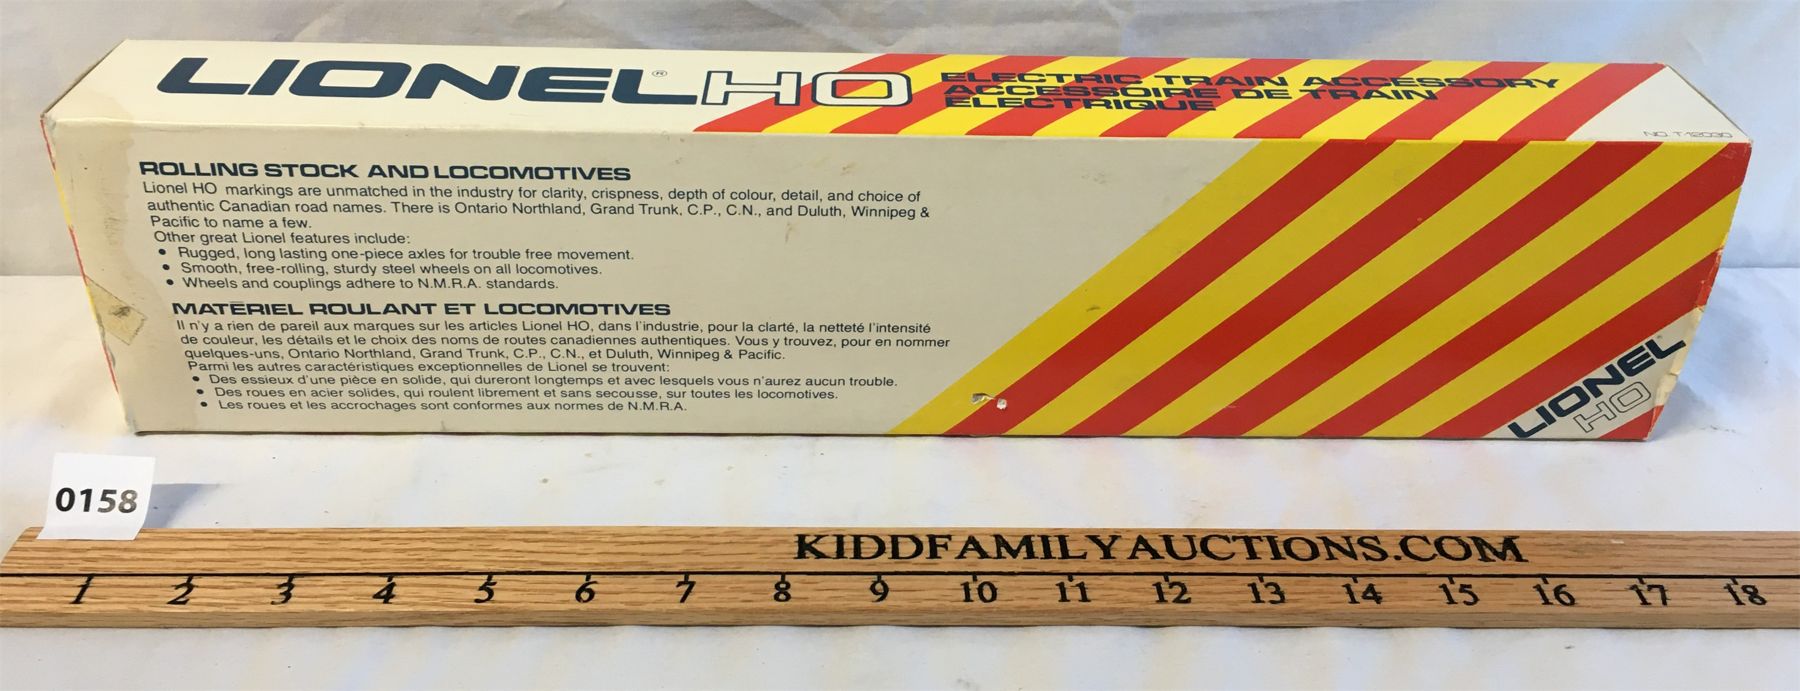 LIONEL® HO
ELECTRIC TRAIN ACCESSORY
ACCESSOIRE DE TRAIN
ELECTRIQUE
NO. T-12030
ROLLING STOCK AND LOCOMOTIVES
Lionel HO markings are unmatched in the industry for clarity, crispness, depth of colour, detail, and choice of
authentic Canadian road names. There is Ontario Northland, Grand Trunk, C.P., C.N., and Duluth, Winnipeg &
Pacific to name a few.
Other great Lionel features include:
• Rugged, long lasting one-piece axles for trouble free movement.
• Smooth, free-rolling, sturdy steel wheels on all locomotives.
• Wheels and couplings adhere to N.M.R.A. standards.
MATÉRIEL ROULANT ET LOCOMOTIVES
Il n'y a rien de pareil aux marques sur les articles Lionel HO, dans l'industrie, pour la clarté, la netteté l'intensité
de couleur, les détails et le choix des noms de routes canadiennes authentiques. Vous y trouvez, pour en nommer
quelques-uns, Ontario Northland, Grand Trunk, C.P., C.N., et Duluth, Winnipeg & Pacific.
Parmi les autres caractéristiques exceptionnelles de Lionel se trouvent:
• Des essieux d'une pièce en solide, qui dureront longtemps et avec lesquels vous n'aurez aucun trouble.
• Des roues en acier solides, qui roulent librement et sans secousse, sur toutes les locomotives.
• Les roues et les accrochages sont conformes aux normes de N.M.R.A.
LIONEL
HO
0158
KIDDFAMILYAUCTIONS.COM
1 2 3 4 5 6 7 8 9 10 11 12 13 14 15 16 17 18